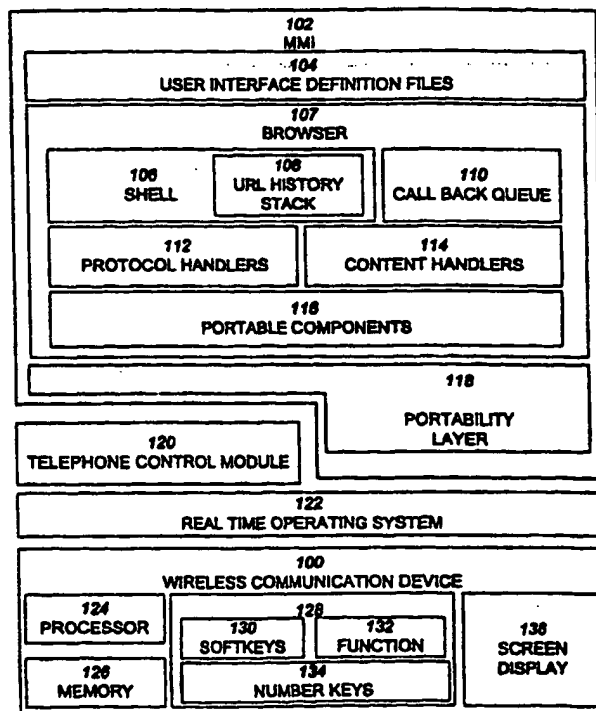 102
MMI
104
USER INTERFACE DEFINITION FILES
107
BROWSER
106
SHELL
108
URL HISTORY
STACK
110
CALL BACK QUEUE
112
PROTOCOL HANDLERS
114
CONTENT HANDLERS
116
PORTABLE COMPONENTS
118
PORTABILITY
LAYER
120
TELEPHONE CONTROL MODULE
122
REAL TIME OPERATING SYSTEM
100
WIRELESS COMMUNICATION DEVICE
124
PROCESSOR
126
MEMORY
128
130
SOFTKEYS
132
FUNCTION
134
NUMBER KEYS
136
SCREEN
DISPLAY